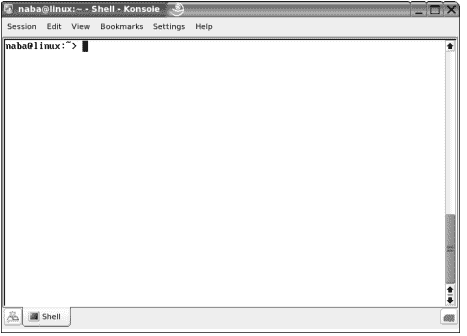 naba@linux:~ - Shell - Konsole
Session Edit View Bookmarks Settings Help
naba@linux:~>
Shell